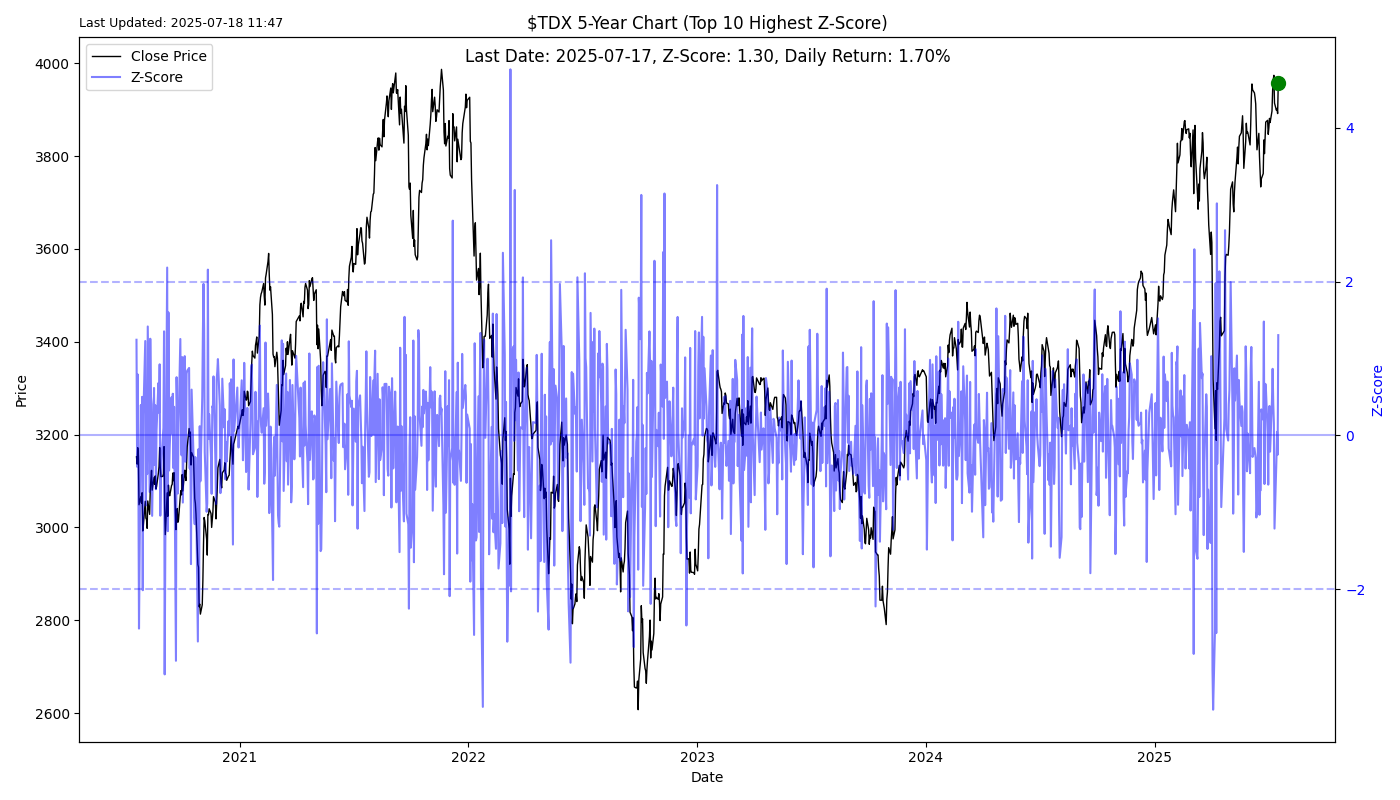 Last Updated: 2025-07-18 11:47
$TDX 5-Year Chart (Top 10 Highest Z-Score)
Last Date: 2025-07-17, Z-Score: 1.30, Daily Return: 1.70%
Close Price
Z-Score
4000
3800
3600
3400
3200
3000
2800
2600
Price
4
2
0
−2
Z-Score
2021
2022
2023
2024
2025
Date